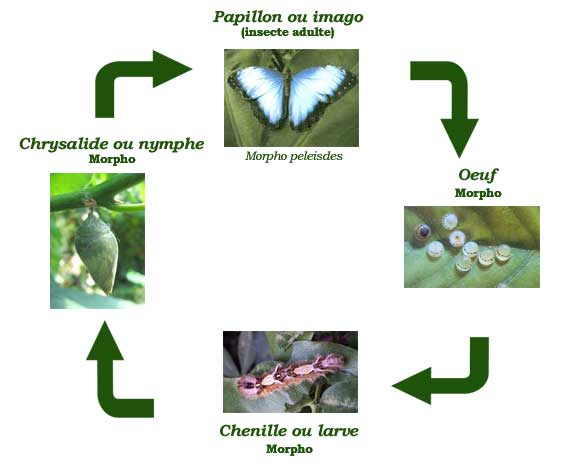 Papillon ou imago
(insecte adulte)
Morpho peleisdes
Oeuf
Morpho
Chenille ou larve
Morpho
Chrysalide ou nymphe
Morpho